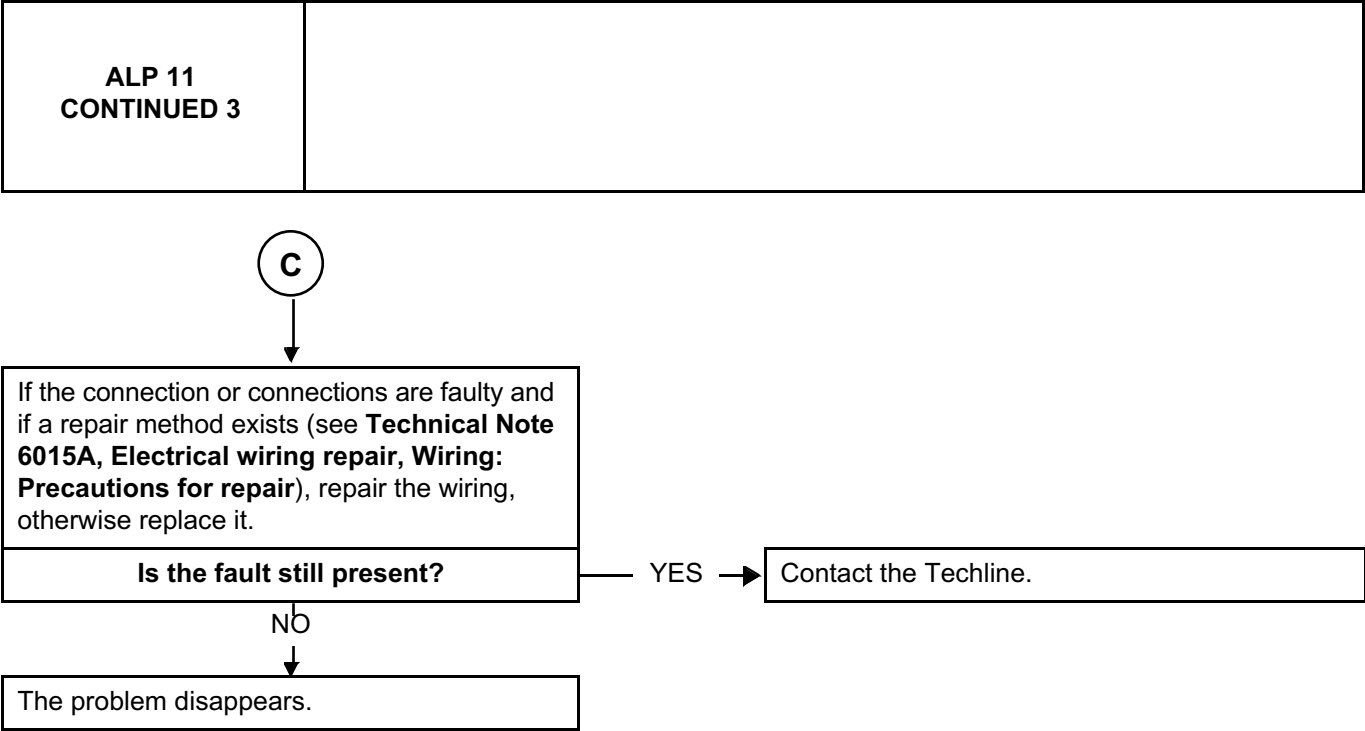 ALP 11
CONTINUED 3
C
If the connection or connections are faulty and
if a repair method exists (see Technical Note
6015A, Electrical wiring repair, Wiring:
Precautions for repair), repair the wiring,
otherwise replace it.
Is the fault still present?
YES
Contact the Techline.
NO
The problem disappears.